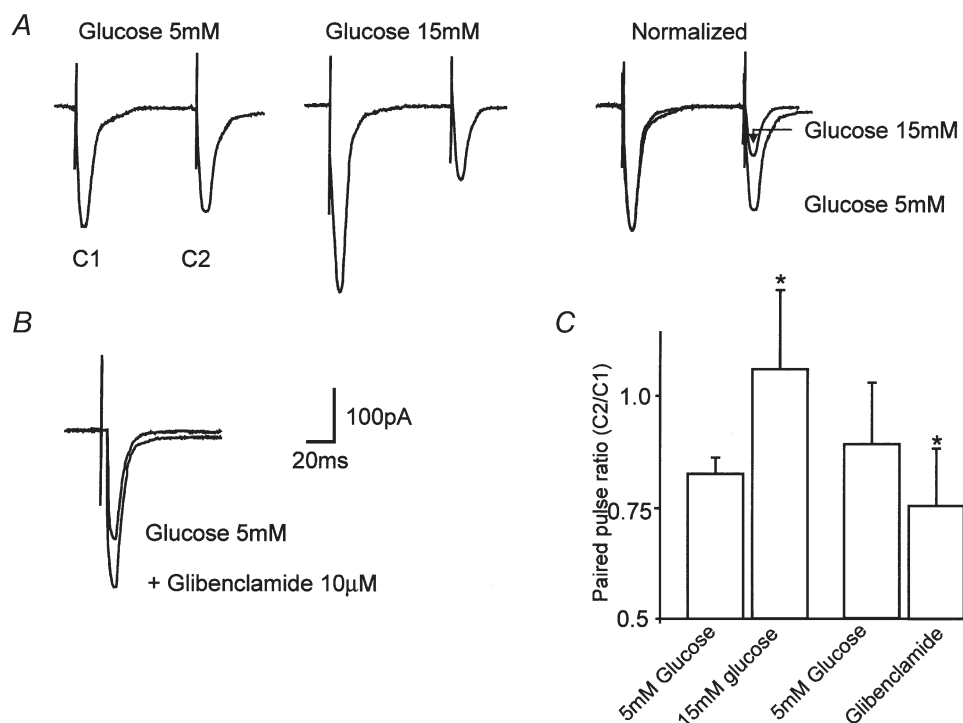 A
Glucose 5mM
Glucose 15mM
Normalized
Glucose 15mM
Glucose 5mM
C1
C2
B
100pA
20ms
Glucose 5mM
+ Glibenclamide 10µM
C
*
*
Paired pulse ratio (C2/C1)
1.0
0.75
0.5
5mM Glucose
15mM glucose
5mM Glucose
Glibenclamide